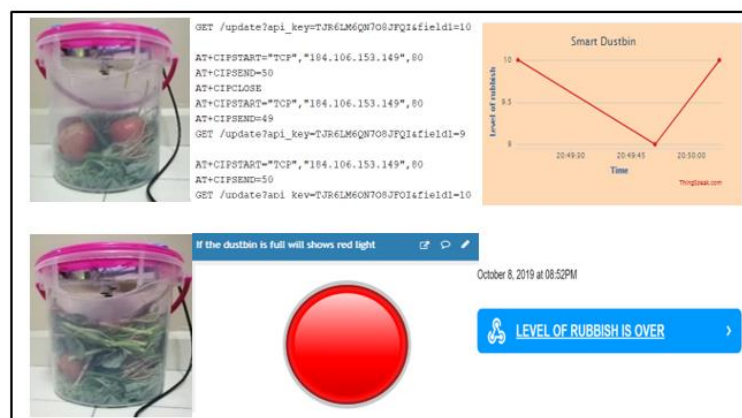 GET /update?api_key=TJR6LM6QN7O8JFQI&field1=10
AT+CIPSTART="TCP","184.106.153.149",80
AT+CIPSEND=50
AT+CIPCLOSE
AT+CIPSTART="TCP","184.106.153.149",80
AT+CIPSEND=49
GET /update?api_key=TJR6LM6QN7O8JFQI&field1=9
AT+CIPSTART="TCP","184.106.153.149",80
AT+CIPSEND=50
GET /update?api_key=TJR6LM6QN7O8JFQI&field1=10
Smart Dustbin
Level of rubbish
10
9.5
9
20:49:30 20:49:45 20:50:00
Time
ThingSpeak.com
If the dustbin is full will shows red light
October 8, 2019 at 08:52PM
LEVEL OF RUBBISH IS OVER